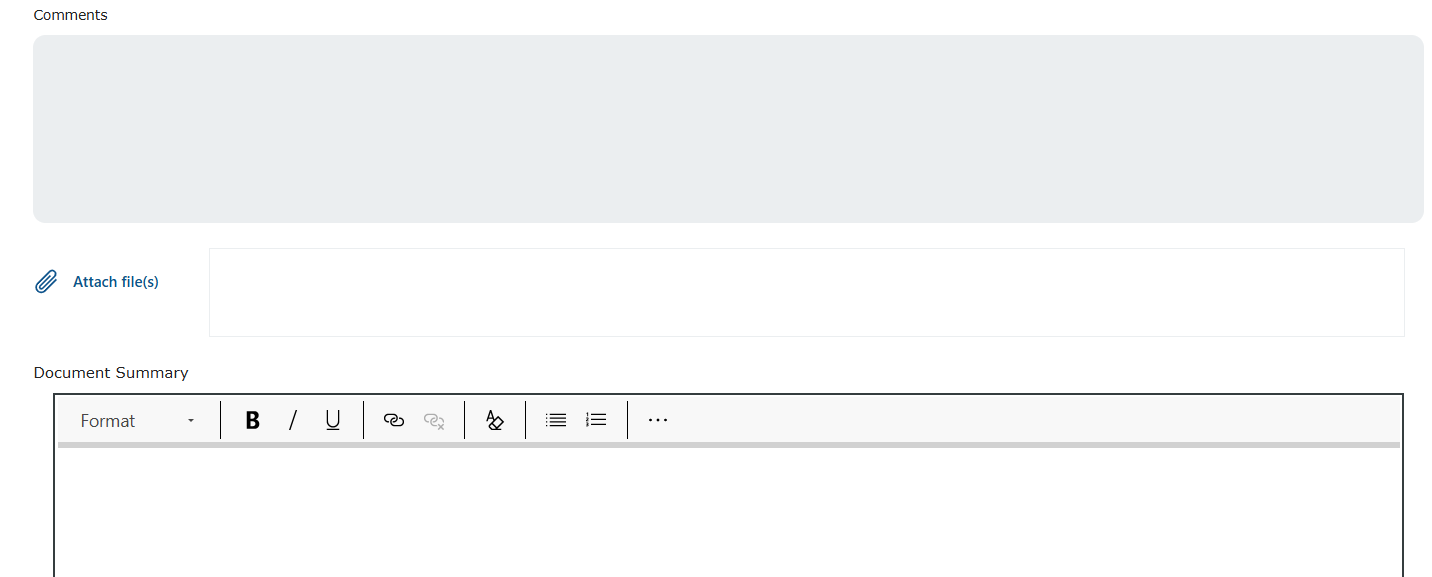 Comments
Attach file(s)
Document Summary
Format B / U ...